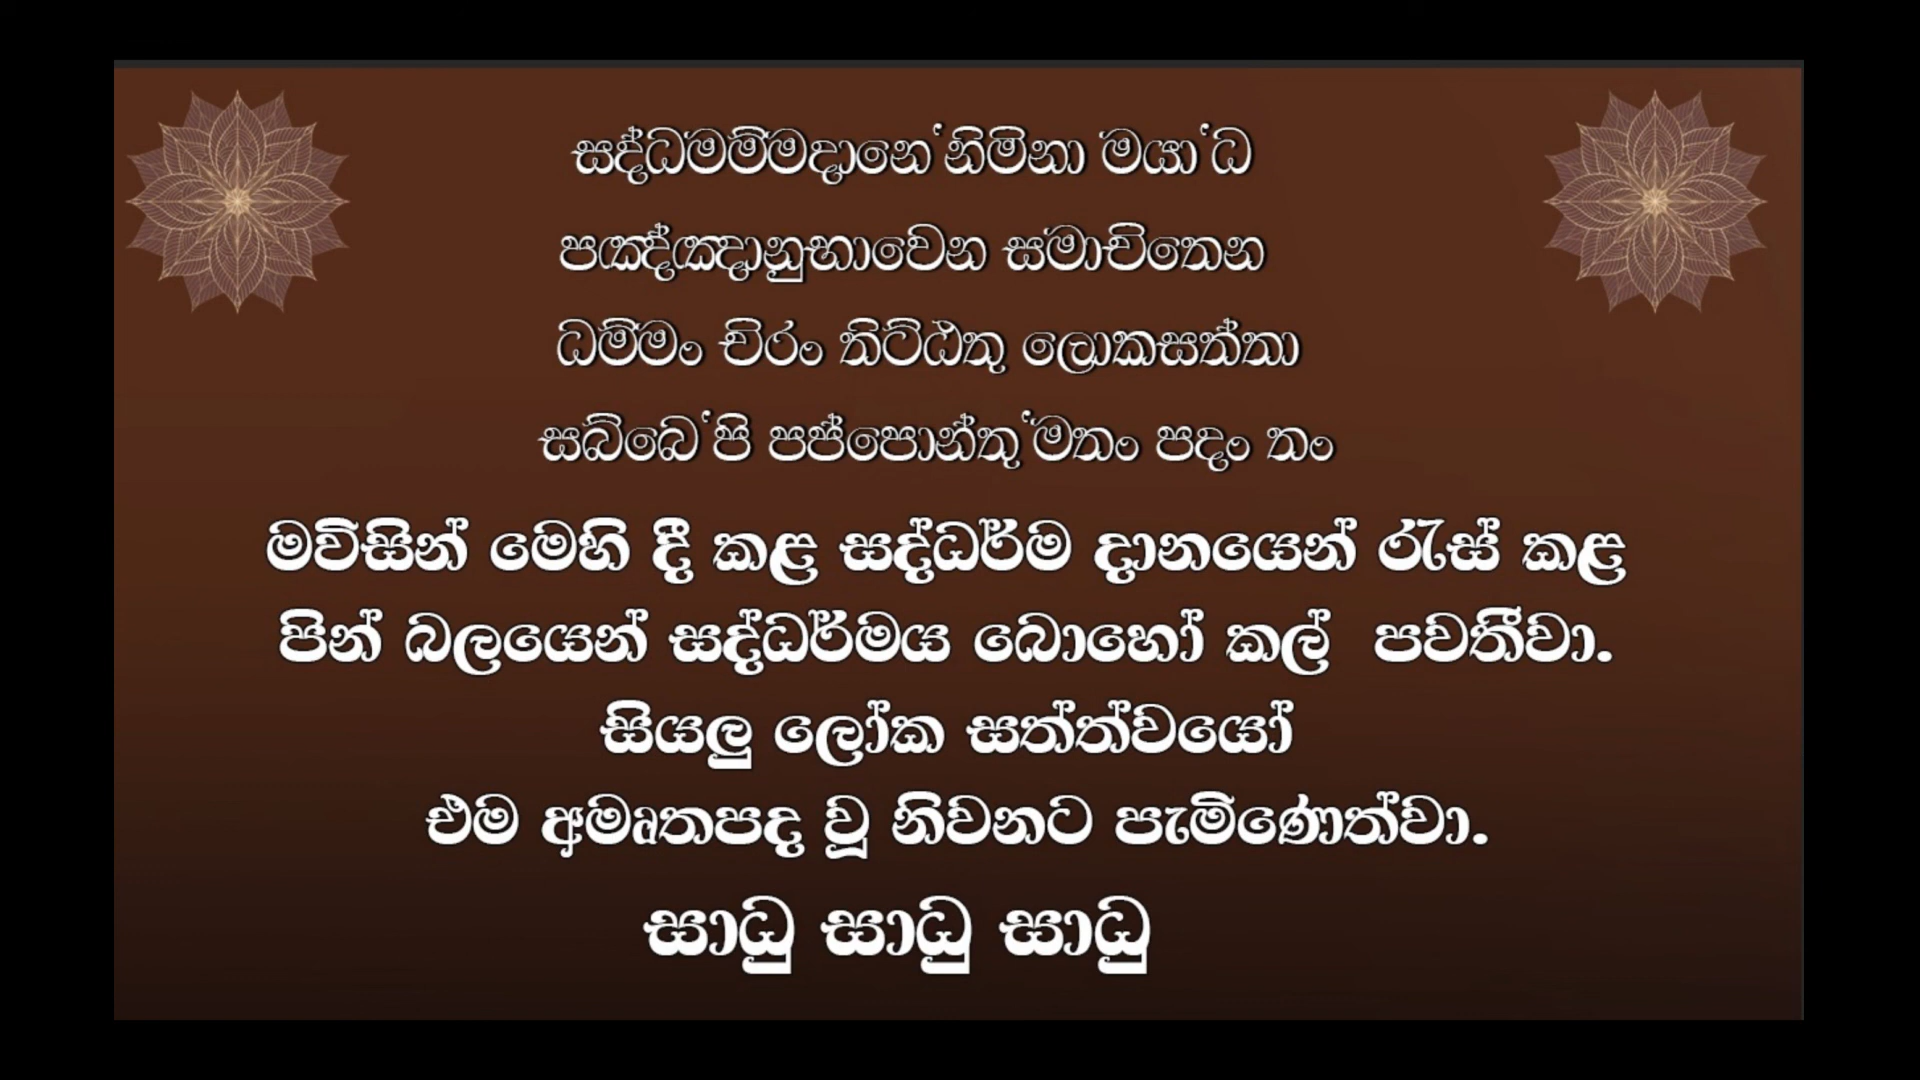 සද්ධමම්මදානෙ'නිමිනා මයා'ධ
පඤ්ඤානුභාවෙන සමාචිතෙන
ධම්මං චිරං තිට්ඨතු ලොකසත්තා
සබ්බෙ'පි පප්පොන්තු'මතං පදං තං
මවිසින් මෙහි දී කළ සද්ධර්ම දානයෙන් රැස් කළ
පින් බලයෙන් සද්ධර්මය බොහෝ කල් පවතීවා.
සියලු ලෝක සත්ත්වයෝ
එම අමෘතපද වූ නිවනට පැමිණෙත්වා.
සාධු සාධු සාධු